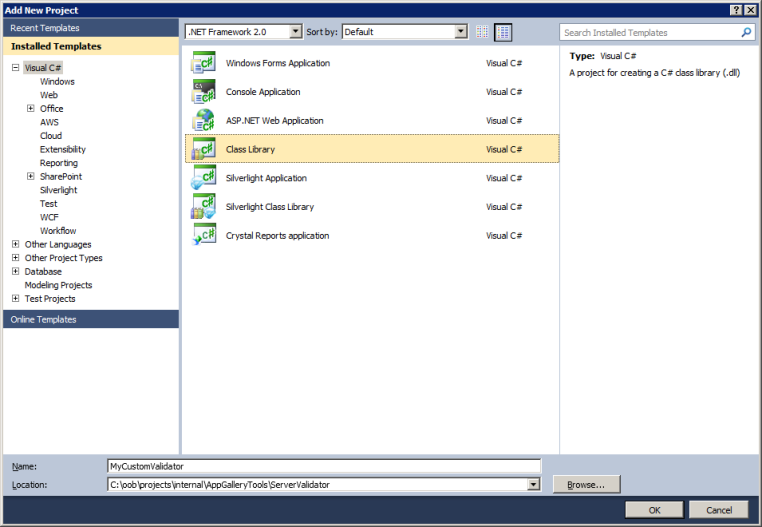 Add New Project
Recent Templates
.NET Framework 2.0 Sort by: Default
Search Installed Templates
Installed Templates
Visual C#
Windows
Web
Office
AWS
Cloud
Extensibility
Reporting
SharePoint
Silverlight
Test
WCF
Workflow
Other Languages
Other Project Types
Database
Modeling Projects
Test Projects
Online Templates
Windows Forms Application Visual C#
Console Application Visual C#
ASP.NET Web Application Visual C#
Class Library Visual C#
Silverlight Application Visual C#
Silverlight Class Library Visual C#
Crystal Reports application Visual C#
Type: Visual C#
A project for creating a C# class library (.dll)
Name: MyCustomValidator
Location: C:\oob\projects\internal\AppGalleryTools\ServerValidator Browse...
OK Cancel